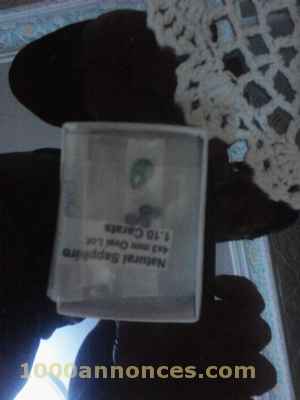 Natural Sapphire
4x3 mm Oval Lot
1.10 Carats
1000annonces.com